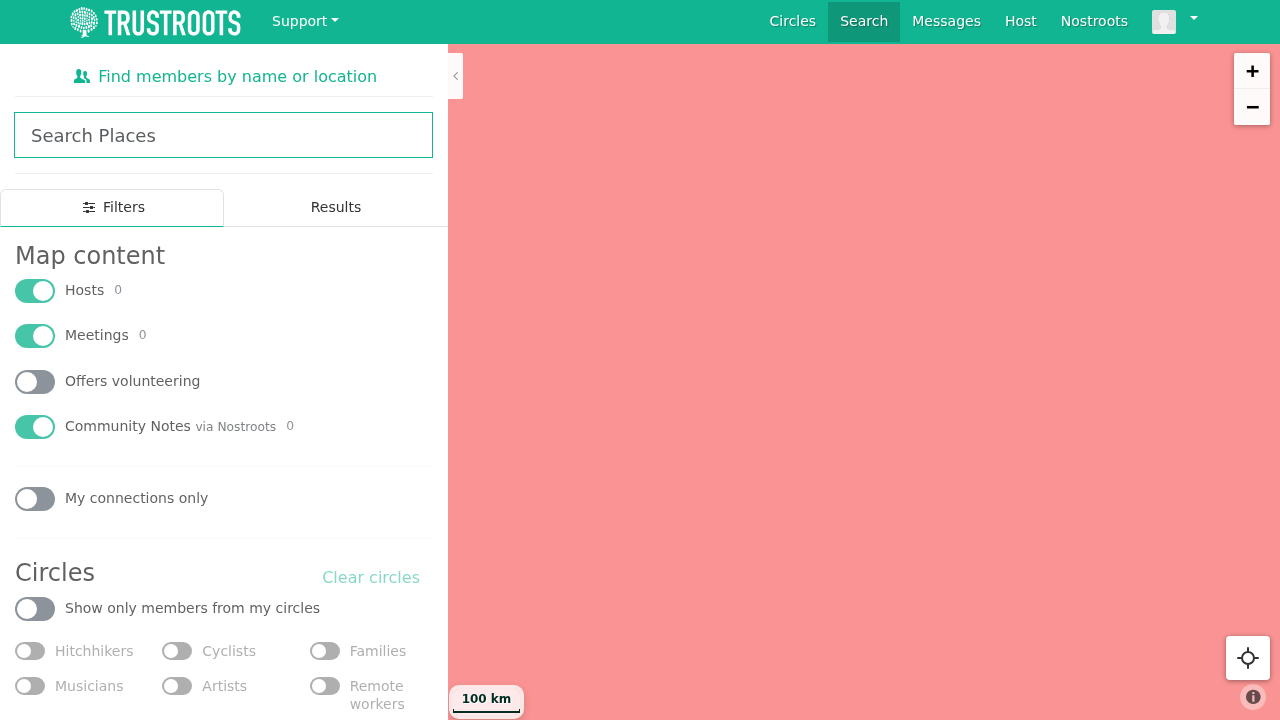 TRUSTROOTS
Support
Circles
Search
Messages
Host
Nostroots
Find members by name or location
Search Places
Filters
Results
Map content
Hosts 0
Meetings 0
Offers volunteering
Community Notes via Nostroots 0
My connections only
Circles
Clear circles
Show only members from my circles
Hitchhikers
Cyclists
Families
Musicians
Artists
Remote
workers
+
−
100 km